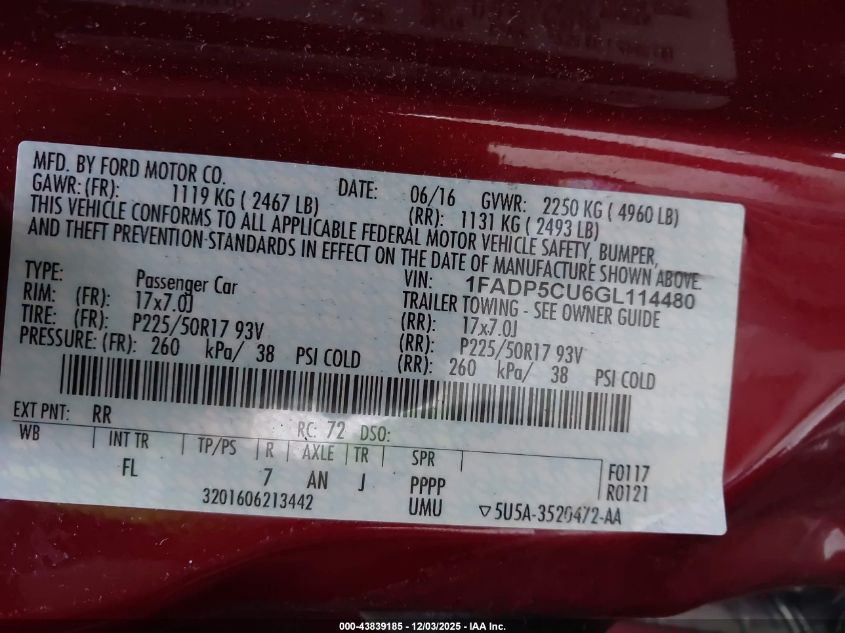 MFD. BY FORD MOTOR CO.
DATE: 06/16 GVWR: 2250 KG ( 4960 LB)
GAWR: (FR): 1119 KG ( 2467 LB) (RR): 1131 KG ( 2493 LB)
THIS VEHICLE CONFORMS TO ALL APPLICABLE FEDERAL MOTOR VEHICLE SAFETY, BUMPER,
AND THEFT PREVENTION STANDARDS IN EFFECT ON THE DATE OF MANUFACTURE SHOWN ABOVE.
VIN: 1FADP5CU6GL114480
TYPE: Passenger Car TRAILER TOWING - SEE OWNER GUIDE
RIM: (FR): 17x7.0J (RR): 17x7.0J
TIRE: (FR): P225/50R17 93V (RR): P225/50R17 93V
PRESSURE: (FR): 260 kPa/ 38 PSI COLD (RR): 260 kPa/ 38 PSI COLD
EXT PNT: RR RC: 72 DSO:
WB INT TR TP/PS R AXLE TR SPR
FL 7 AN J PPPP F0117
3201606213442 UMU R0121
▽5U5A-3520472-AA
000-43839185 - 12/03/2025 - IAA Inc.